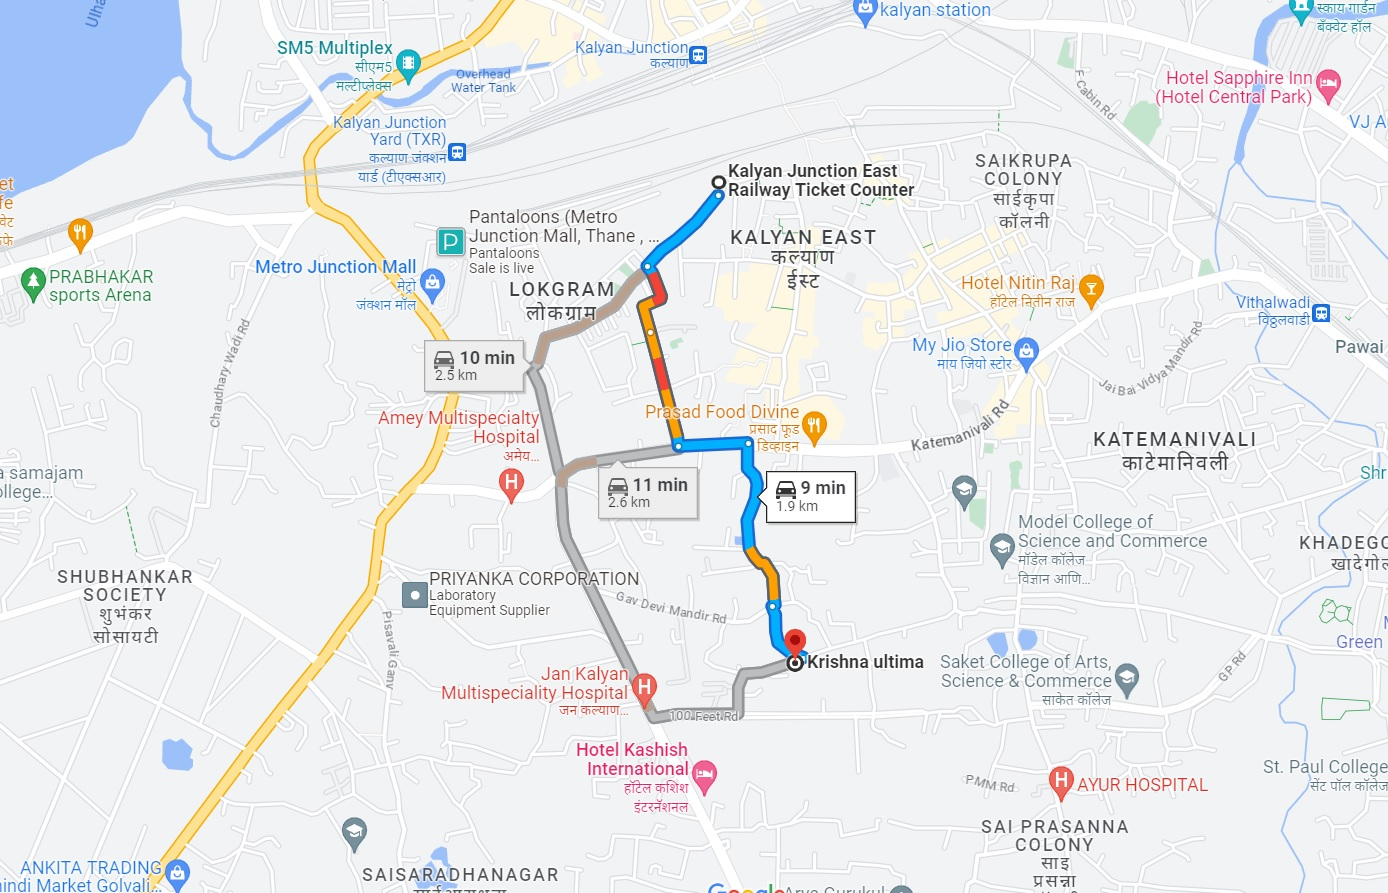 kalyan station
स्काय गार्डन
बँक्वेट हॉल
SM5 Multiplex
सीएम5
मल्टीप्लेक्स
Kalyan Junction
कल्याण
Overhead
Water Tank
F Cabin Rd
Hotel Sapphire Inn
(Hotel Central Park)
Kalyan Junction
Yard (TXR)
कल्याण जंक्शन
यार्ड (टीएक्सआर)
Kalyan Junction East
Railway Ticket Counter
SAIKRUPA
COLONY
साईकृपा
कॉलनी
Pantaloons (Metro
Junction Mall, Thane , ...
Pantaloons
Sale is live
KALYAN EAST
कल्याण
ईस्ट
PRABHAKAR
sports Arena
Metro Junction Mall
मेट्रो
जंक्शन मॉल
LOKGRAM
लोकग्राम
Hotel Nitin Raj
हॉटेल नितीन राज
Vithalwadi
विठ्ठलवाडी
My Jio Store
माय जियो स्टोर
Pawai
Chaudhary Wadi Rd
Jai Bai Vidya Mandir Rd
10 min
2.5 km
Prasad Food Divine
प्रसाद फूड
डिव्हाइन
Amey Multispecialty
Hospital
अमेय...
Katemanivali Rd
KATEMANIVALI
काटेमानिवली
a samajam
ollege...
11 min
2.6 km
9 min
1.9 km
Model College of
Science and Commerce
मॉडेल कॉलेज
विज्ञान आणि...
SHUBHANKAR
SOCIETY
शुभंकर
सोसायटी
PRIYANKA CORPORATION
Laboratory
Equipment Supplier
Gav Devi Mandir Rd
Pisavali Ganv
Green
Krishna ultima
Saket College of Arts,
Science & Commerce
साकेत कॉलेज
G P Rd
Jan Kalyan
Multispeciality Hospital
जन कल्याण...
100 Feet Rd
Hotel Kashish
International
हॉटेल कशिश
इंटरनॅशनल
St. Paul College
सेंट पॉल कॉलेज
PMM Rd
AYUR HOSPITAL
SAI PRASANNA
COLONY
साइ
प्रसन्ना
ANKITA TRADING
SAISARADHANAGAR
Google